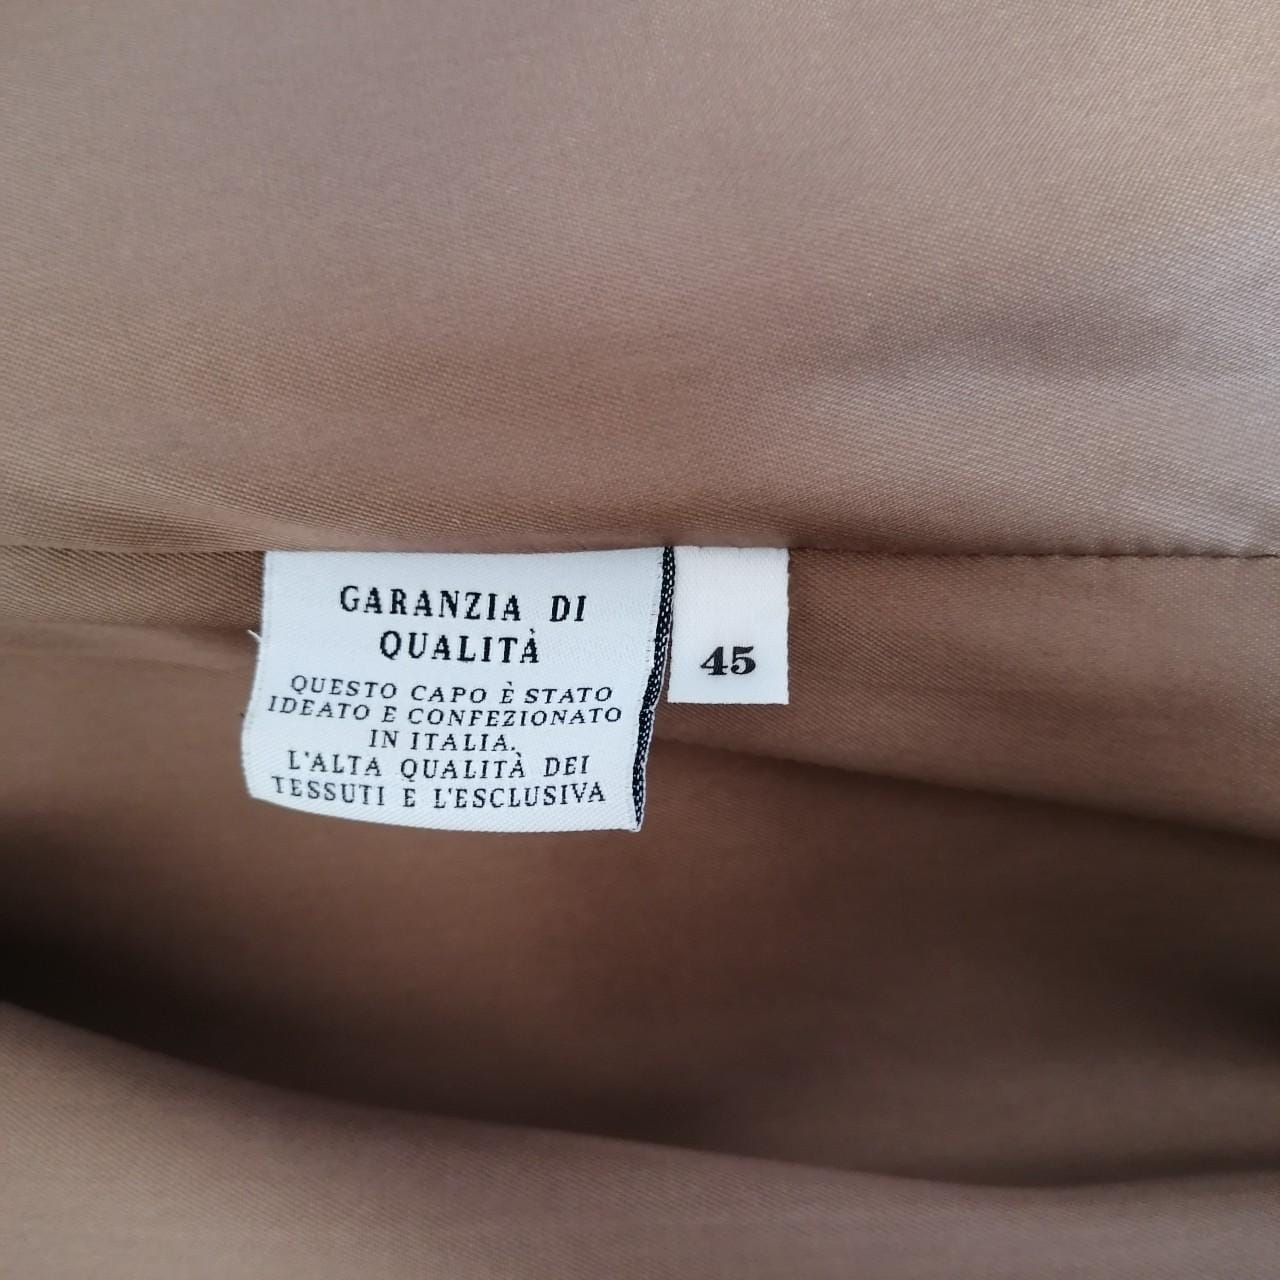 GARANZIA DI
QUALITÀ
QUESTO CAPO È STATO
IDEATO E CONFEZIONATO
IN ITALIA.
L'ALTA QUALITÀ DEI
TESSUTI E L'ESCLUSIVA
45